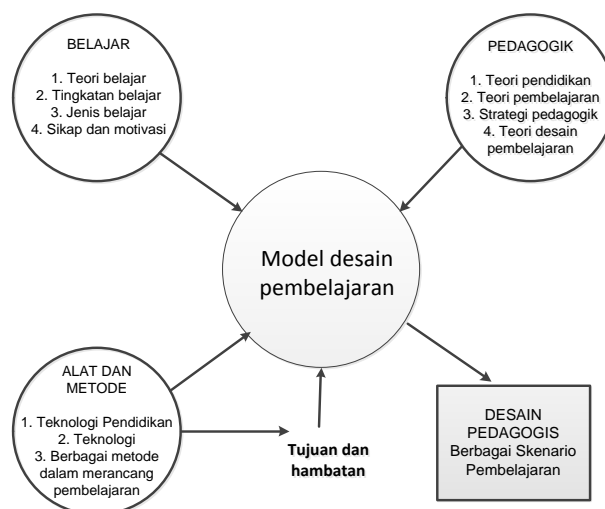 BELAJAR
1. Teori belajar
2. Tingkatan belajar
3. Jenis belajar
4. Sikap dan motivasi
PEDAGOGIK
1. Teori pendidikan
2. Teori pembelajaran
3. Strategi pedagogik
4. Teori desain
pembelajaran
Model desain
pembelajaran
ALAT DAN
METODE
1. Teknologi Pendidikan
2. Teknologi
3. Berbagai metode
dalam merancang
pembelajaran
Tujuan dan
hambatan
DESAIN
PEDAGOGIS
Berbagai Skenario
Pembelajaran